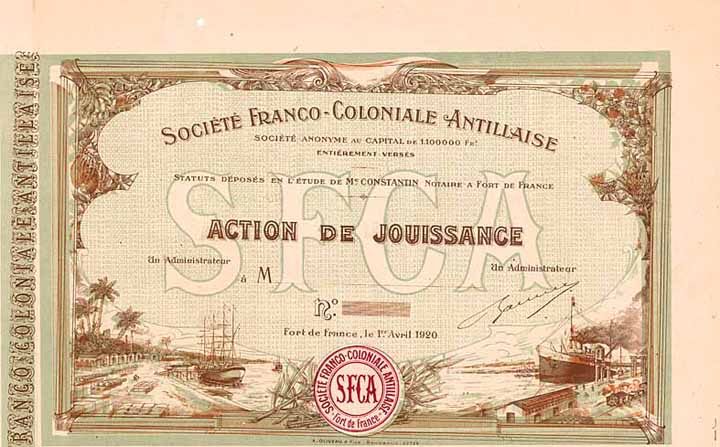 FRANCO-COLONIALE ANTILLAISE
SOCIÉTÉ FRANCO-COLONIALE ANTILLAISE
SOCIÉTÉ ANONYME AU CAPITAL DE 1.100000 FRS
ENTIÈREMENT VERSÉS
STATUTS DÉPOSÉS EN L'ÉTUDE DE ME CONSTANTIN NOTAIRE A FORT DE FRANCE
SFCA
ACTION DE JOUISSANCE
Un Administrateur
Un Administrateur
à M
No
Fort de France, le 1er Avril 1920
SOCIÉTÉ FRANCO-COLONIALE ANTILLAISE
SFCA
Fort de France